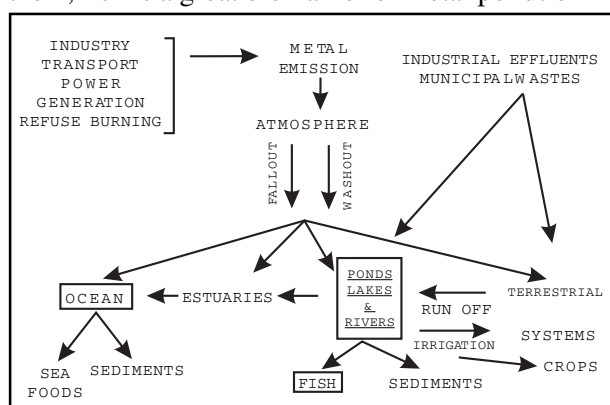 INDUSTRY
TRANSPORT
POWER
GENERATION
REFUSE BURNING
METAL
EMISSION
INDUSTRIAL EFFLUENTS
MUNICIPALWASTES
ATMOSPHERE
FALLOUT
WASHOUT
OCEAN
ESTUARIES
PONDS
LAKES
&
RIVERS
TERRESTRIAL
RUN OFF
SYSTEMS
IRRIGATION
CROPS
SEA
FOODS
SEDIMENTS
FISH
SEDIMENTS